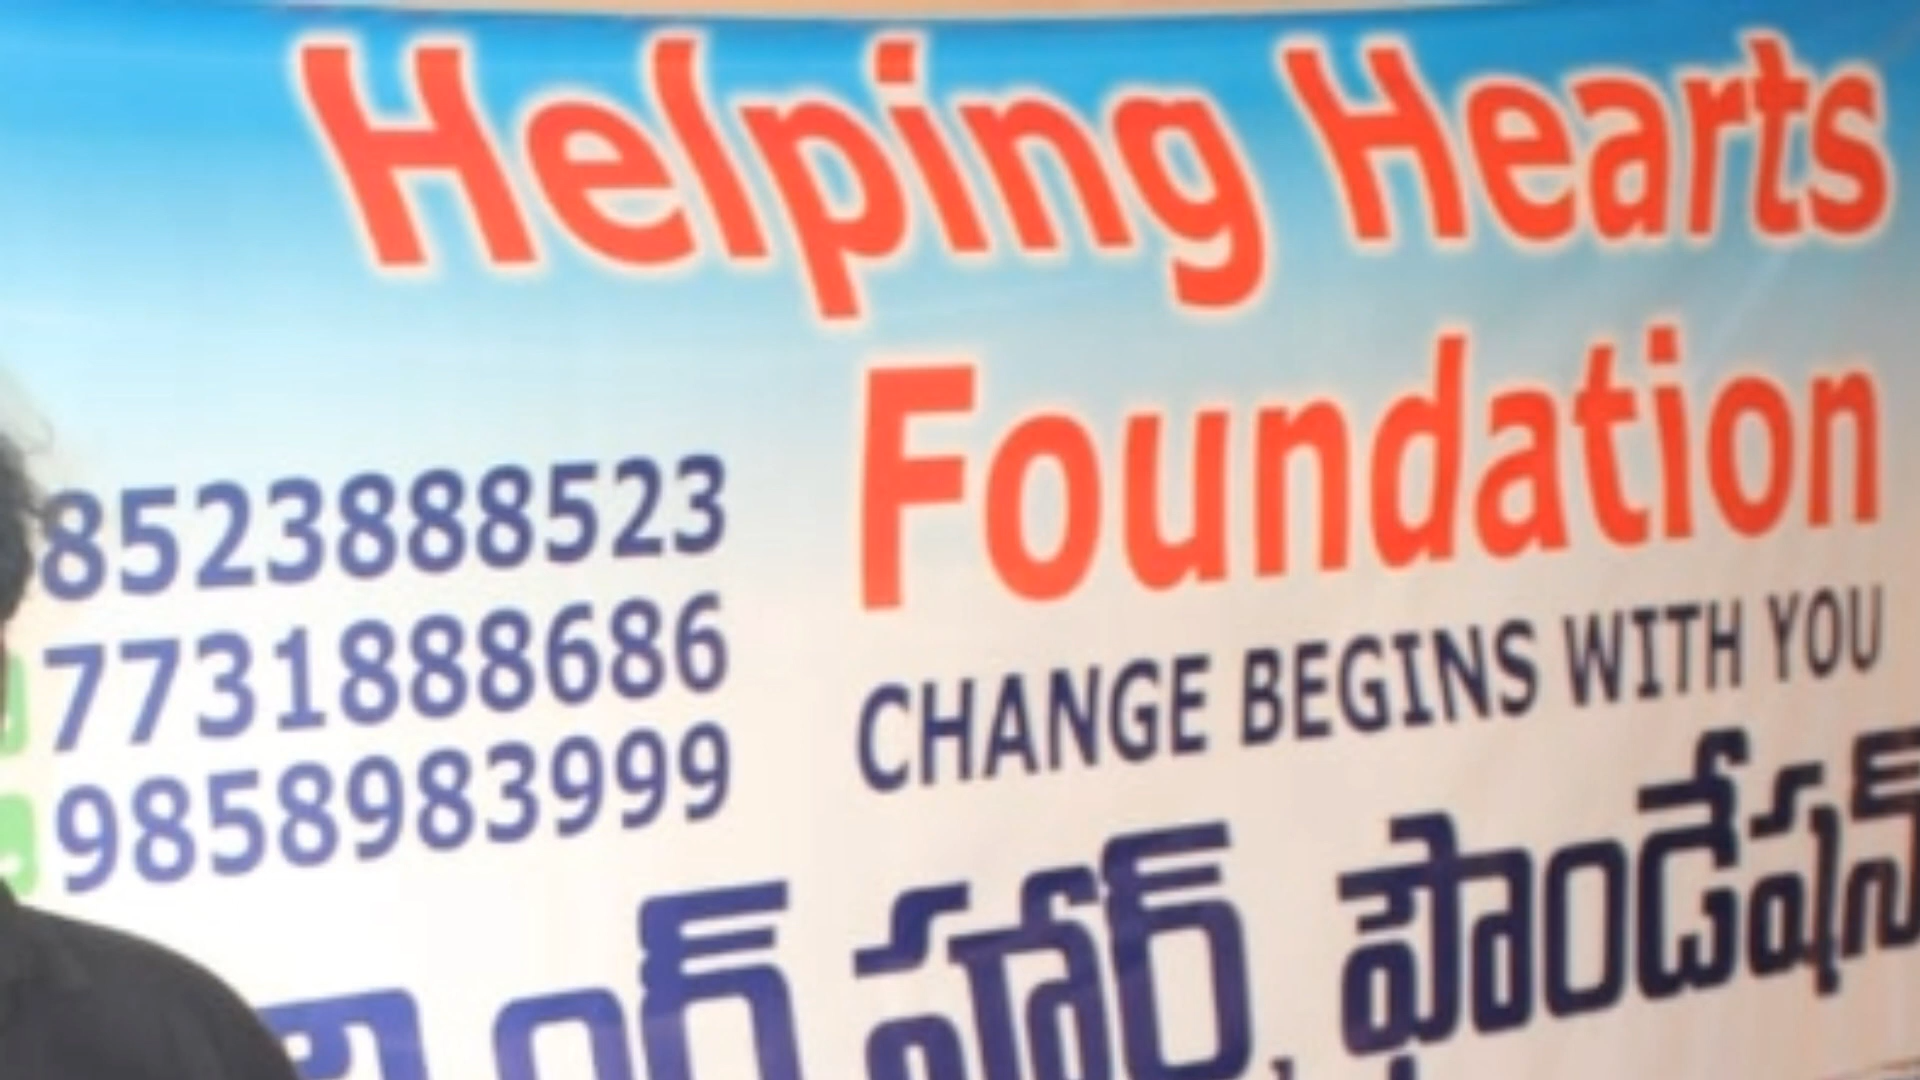 Helping Hearts
Foundation
8523888523
7731888686
9858983999
CHANGE BEGINS WITH YOU
ఫౌండేషన్